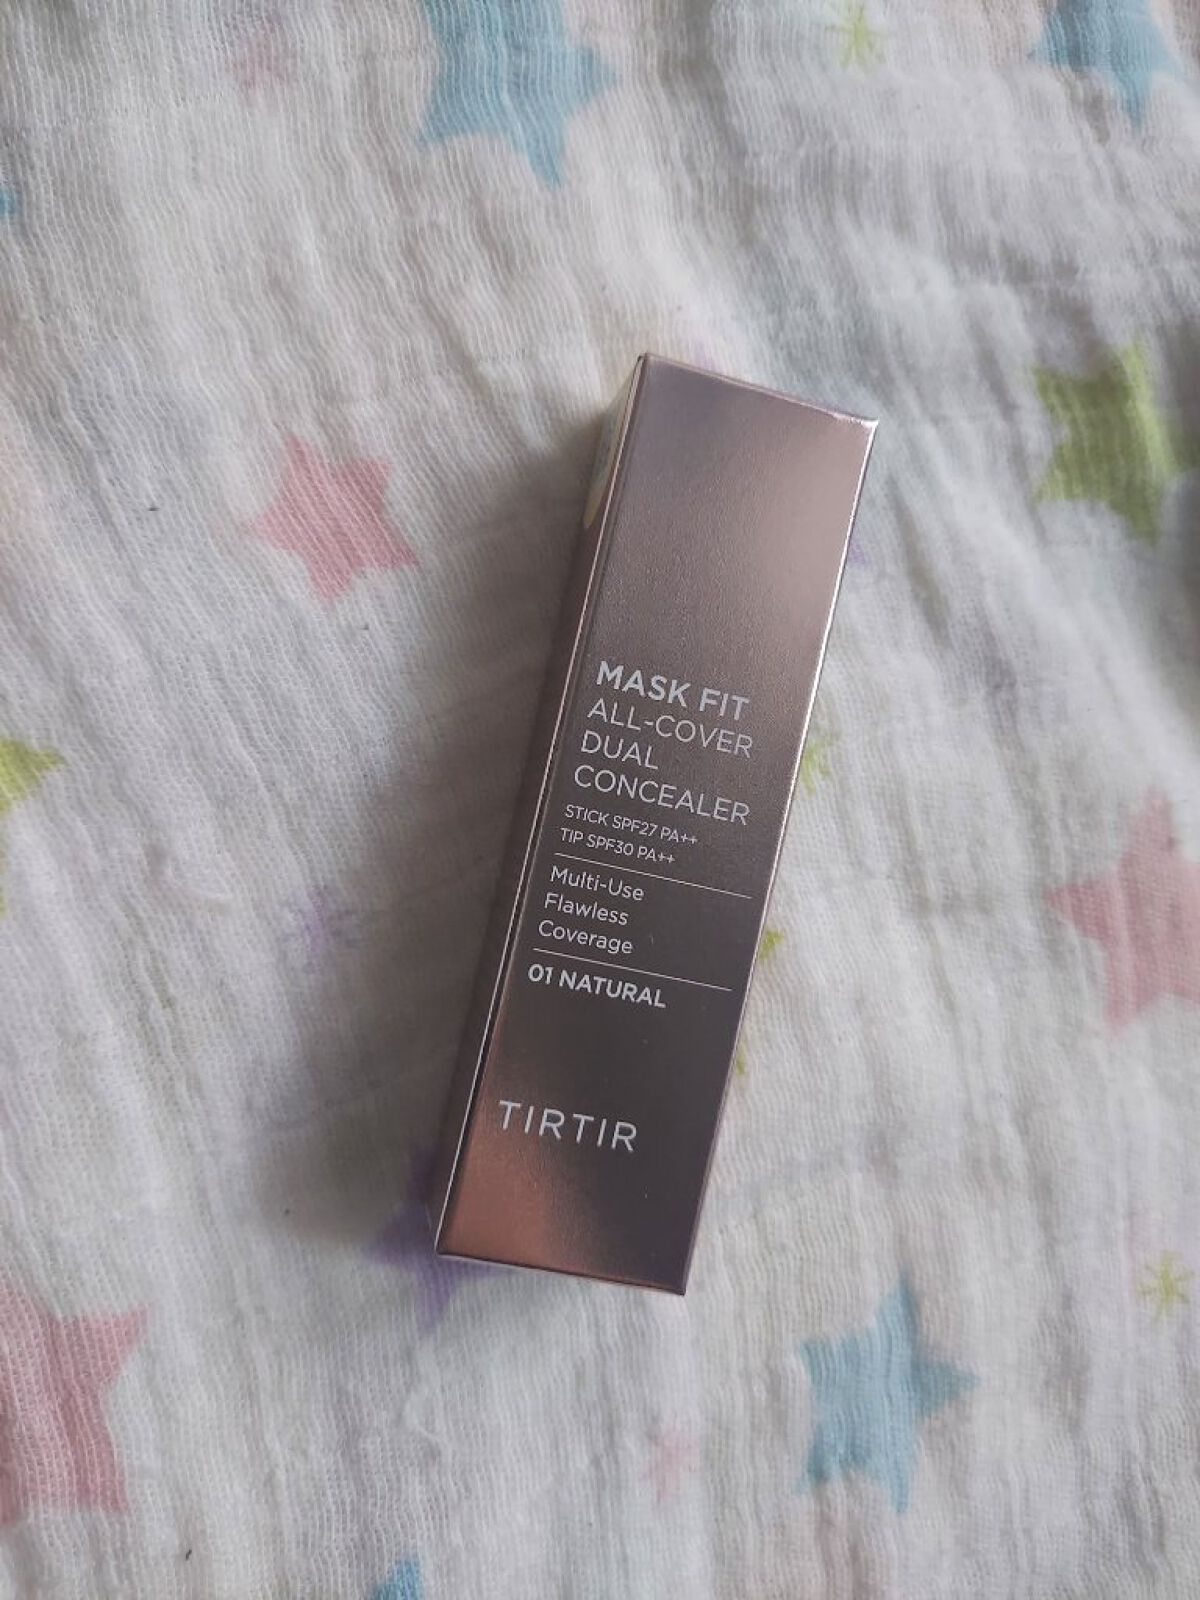 MASK FIT
ALL-COVER
DUAL
CONCEALER
STICK SPF27 PA++
TIP SPF30 PA++
Multi-Use
Flawless
Coverage
01 NATURAL
TIRTIR